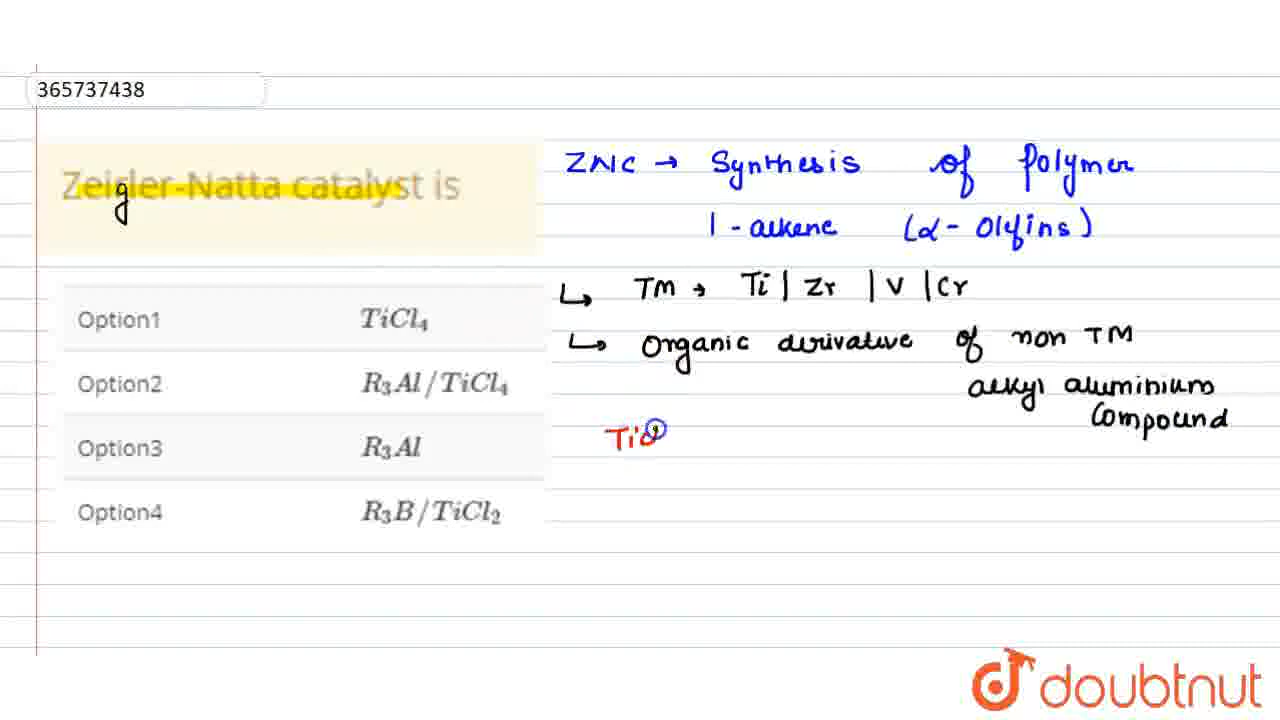 365737438
Zeigler-Natta catalyst is
g
Option1 TiCl₄
Option2 R₃Al/TiCl₄
Option3 R₃Al
Option4 R₃B/TiCl₂
ZNC → Synthesis of Polymer
1-alkene (α-Olefins)
↳ TM → Ti | Zr | V | Cr
↳ Organic derivative of non TM
alkyl aluminium
Compound
TiC
doubtnut